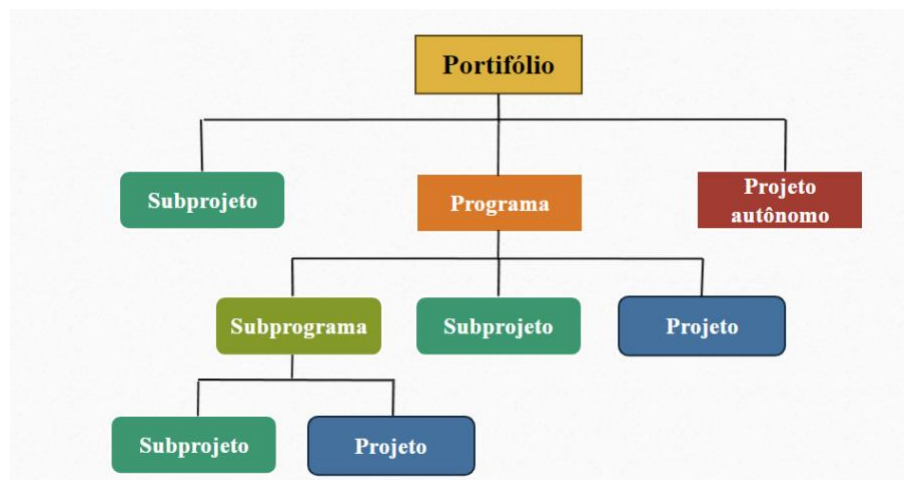 Portifólio
Subprojeto
Programa
Projeto
autônomo
Subprograma
Subprojeto
Projeto
Subprojeto
Projeto